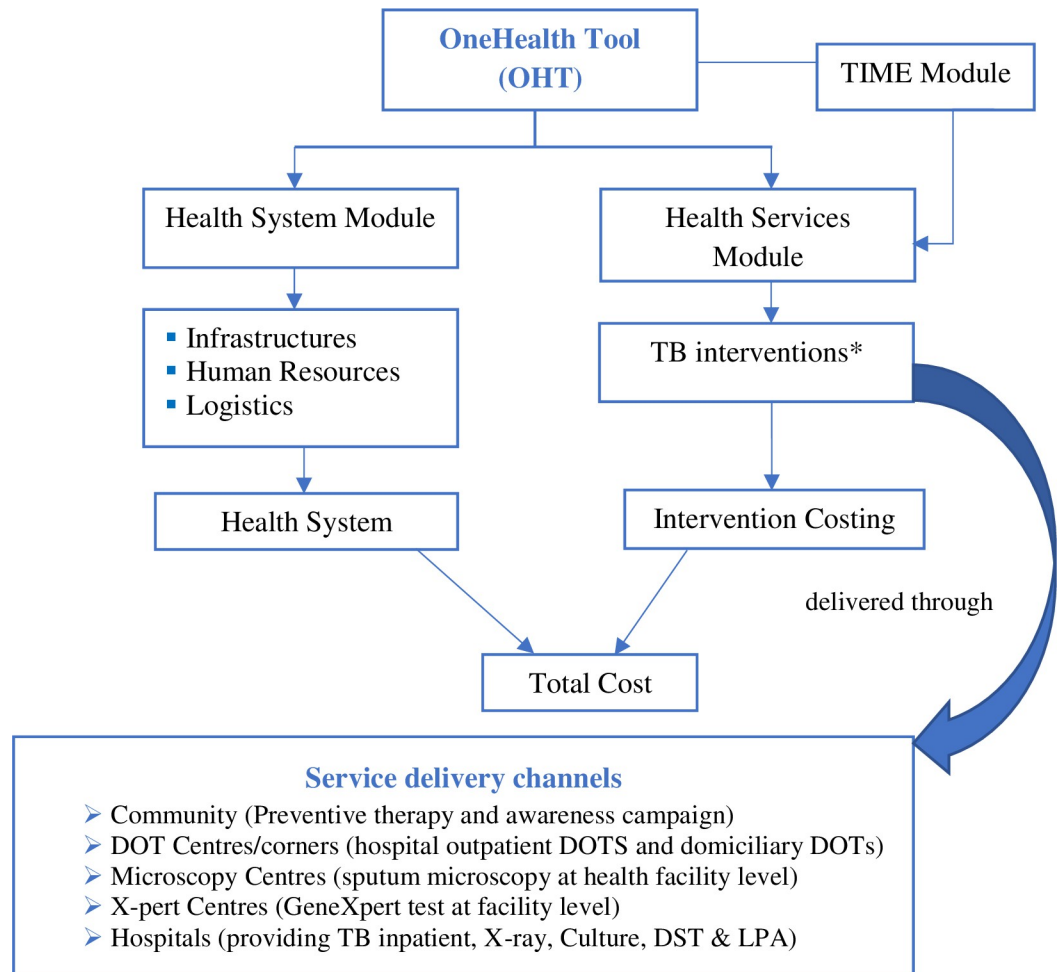 OneHealth Tool
(OHT)
TIME Module
Health System Module
Health Services
Module
▪ Infrastructures
▪ Human Resources
▪ Logistics
TB interventions*
Health System
Intervention Costing
delivered through
Total Cost
Service delivery channels
➢ Community (Preventive therapy and awareness campaign)
➢ DOT Centres/corners (hospital outpatient DOTS and domiciliary DOTs)
➢ Microscopy Centres (sputum microscopy at health facility level)
➢ X-pert Centres (GeneXpert test at facility level)
➢ Hospitals (providing TB inpatient, X-ray, Culture, DST & LPA)